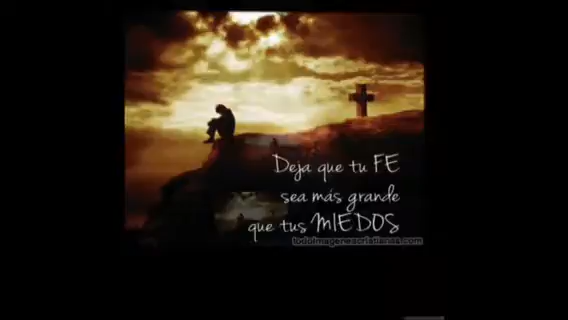 Deja que tu FE
sea más grande
que tus MIEDOS
todoimagenescristianas.com